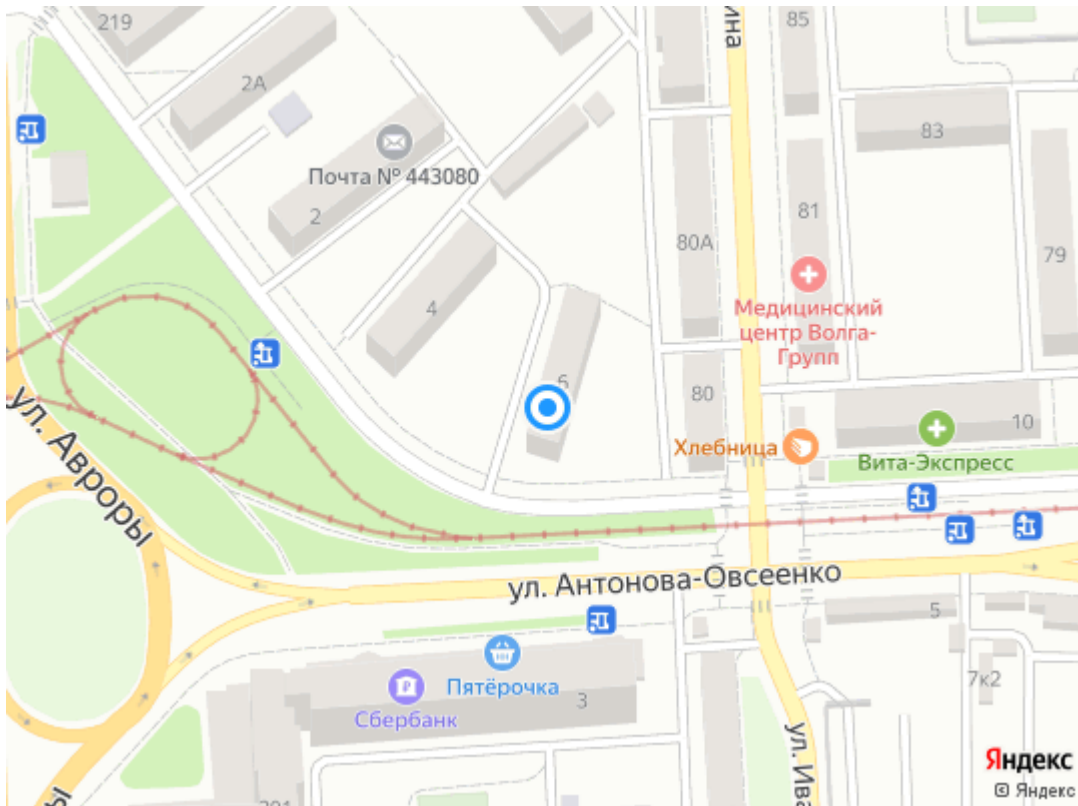 219
2А
Почта № 443080
2
4
6
85
83
81
80А
79
Медицинский
центр Волга-
Групп
80
10
Хлебница
Вита-Экспресс
ул. Авроры
ул. Антонова-Овсеенко
5
Пятёрочка
Сбербанк
3
7к2
ул. Ива
Яндекс
© Яндекс